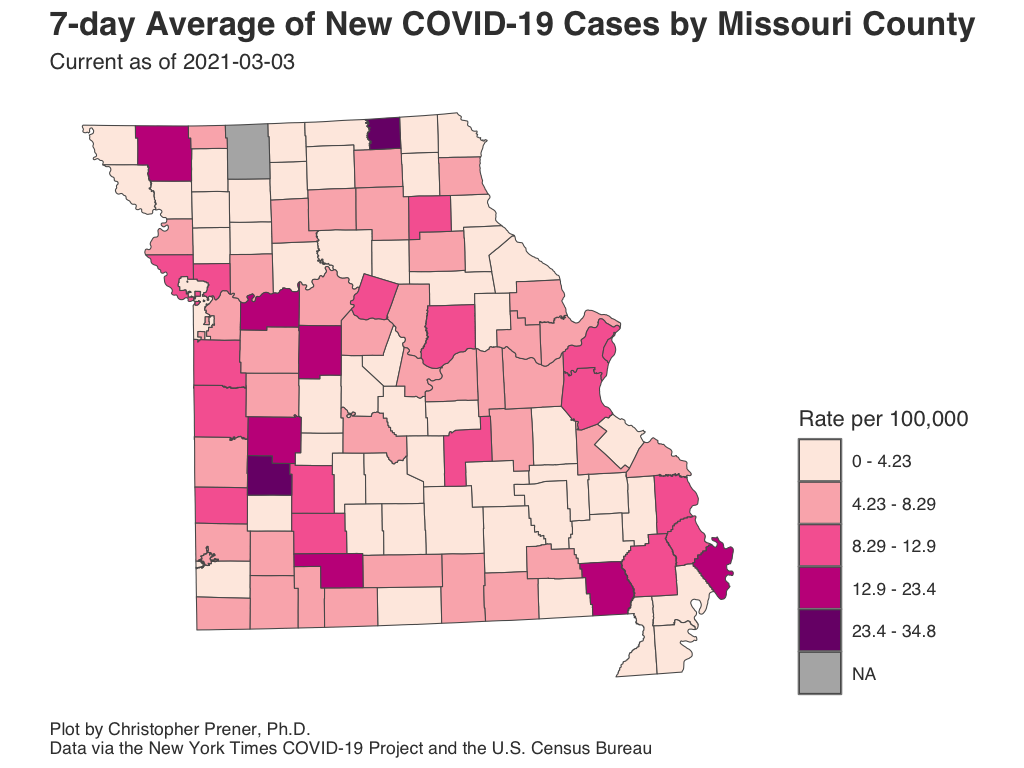 7-day Average of New COVID-19 Cases by Missouri County
Current as of 2021-03-03
Rate per 100,000
0 - 4.23
4.23 - 8.29
8.29 - 12.9
12.9 - 23.4
23.4 - 34.8
NA
Plot by Christopher Prener, Ph.D.
Data via the New York Times COVID-19 Project and the U.S. Census Bureau